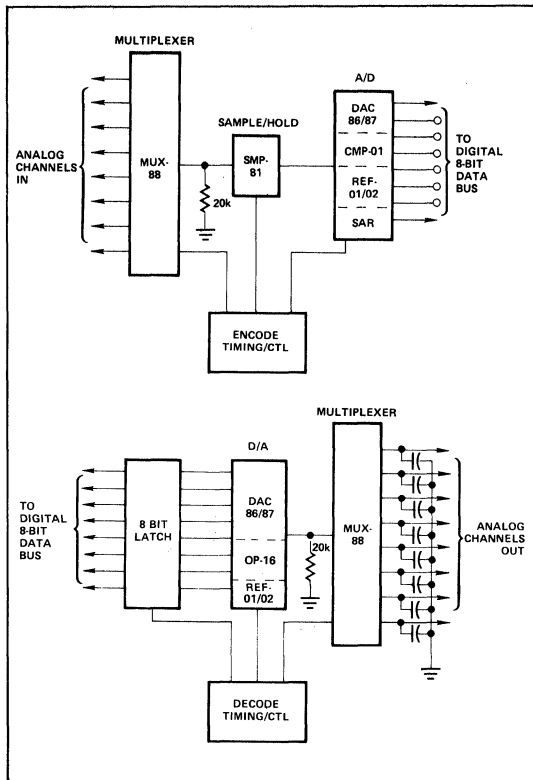 MULTIPLEXER
A/D
SAMPLE/HOLD
ANALOG
CHANNELS
IN
MUX-
88
SMP-
81
20k
DAC
86/87
CMP-01
REF-
01/02
SAR
TO
DIGITAL
8-BIT
DATA
BUS
ENCODE
TIMING/CTL
MULTIPLEXER
D/A
TO
DIGITAL
8-BIT
DATA
BUS
8 BIT
LATCH
DAC
86/87
OP-16
REF-
01/02
20k
MUX-
88
ANALOG
CHANNELS
OUT
DECODE
TIMING/CTL